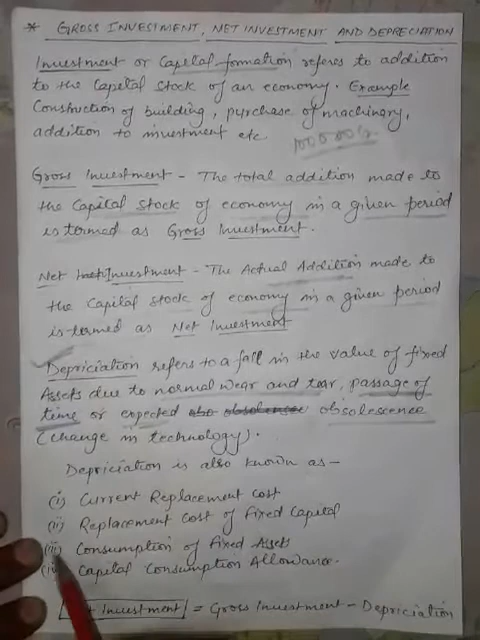 * GROSS INVESTMENT, NET INVESTMENT AND DEPRECIATION
Investment or Capital formation referes to addition
to the Capital Stock of an economy. Example
Construction of building, purchase of machinary,
addition to investment etc
Gross Investment - The total addition made to
the Capital Stock of economy in a given period
is termed as Gross Investment.
Net Investment - The Actual Addition made to
the Capital stock of economy in a given period
is termed as Net Investment
Depriciation refers to a fall in the value of fixed
Assets due to normal wear and tear, passage of
time or expected obsolescence
(change in technology).
Depriciation is also known as -
(i) Current Replacement Cost
(ii) Replacement Cost of Fixed Capital
(iii) Consumption of Fixed Assets
Capital Consumption Allowance.
Investment = Gross Investment - Depriciation